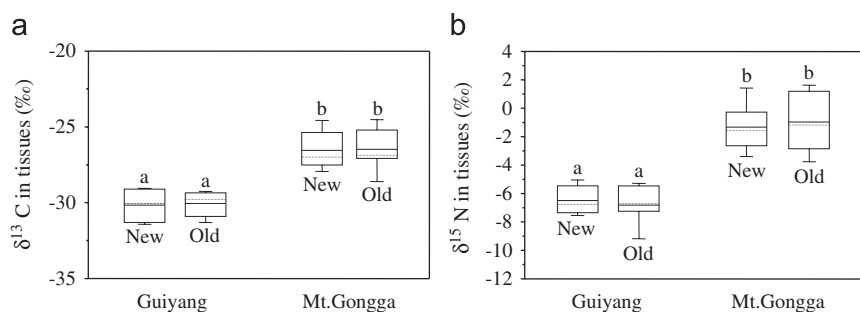 a
δ13 C in tissues (‰)
-20
-25
-30
-35
a
a
b
b
New
Old
New
Old
Guiyang
Mt.Gongga
b
δ15 N in tissues (‰)
4
2
0
-2
-4
-6
-8
-10
-12
a
a
b
b
New
Old
New
Old
Guiyang
Mt.Gongga